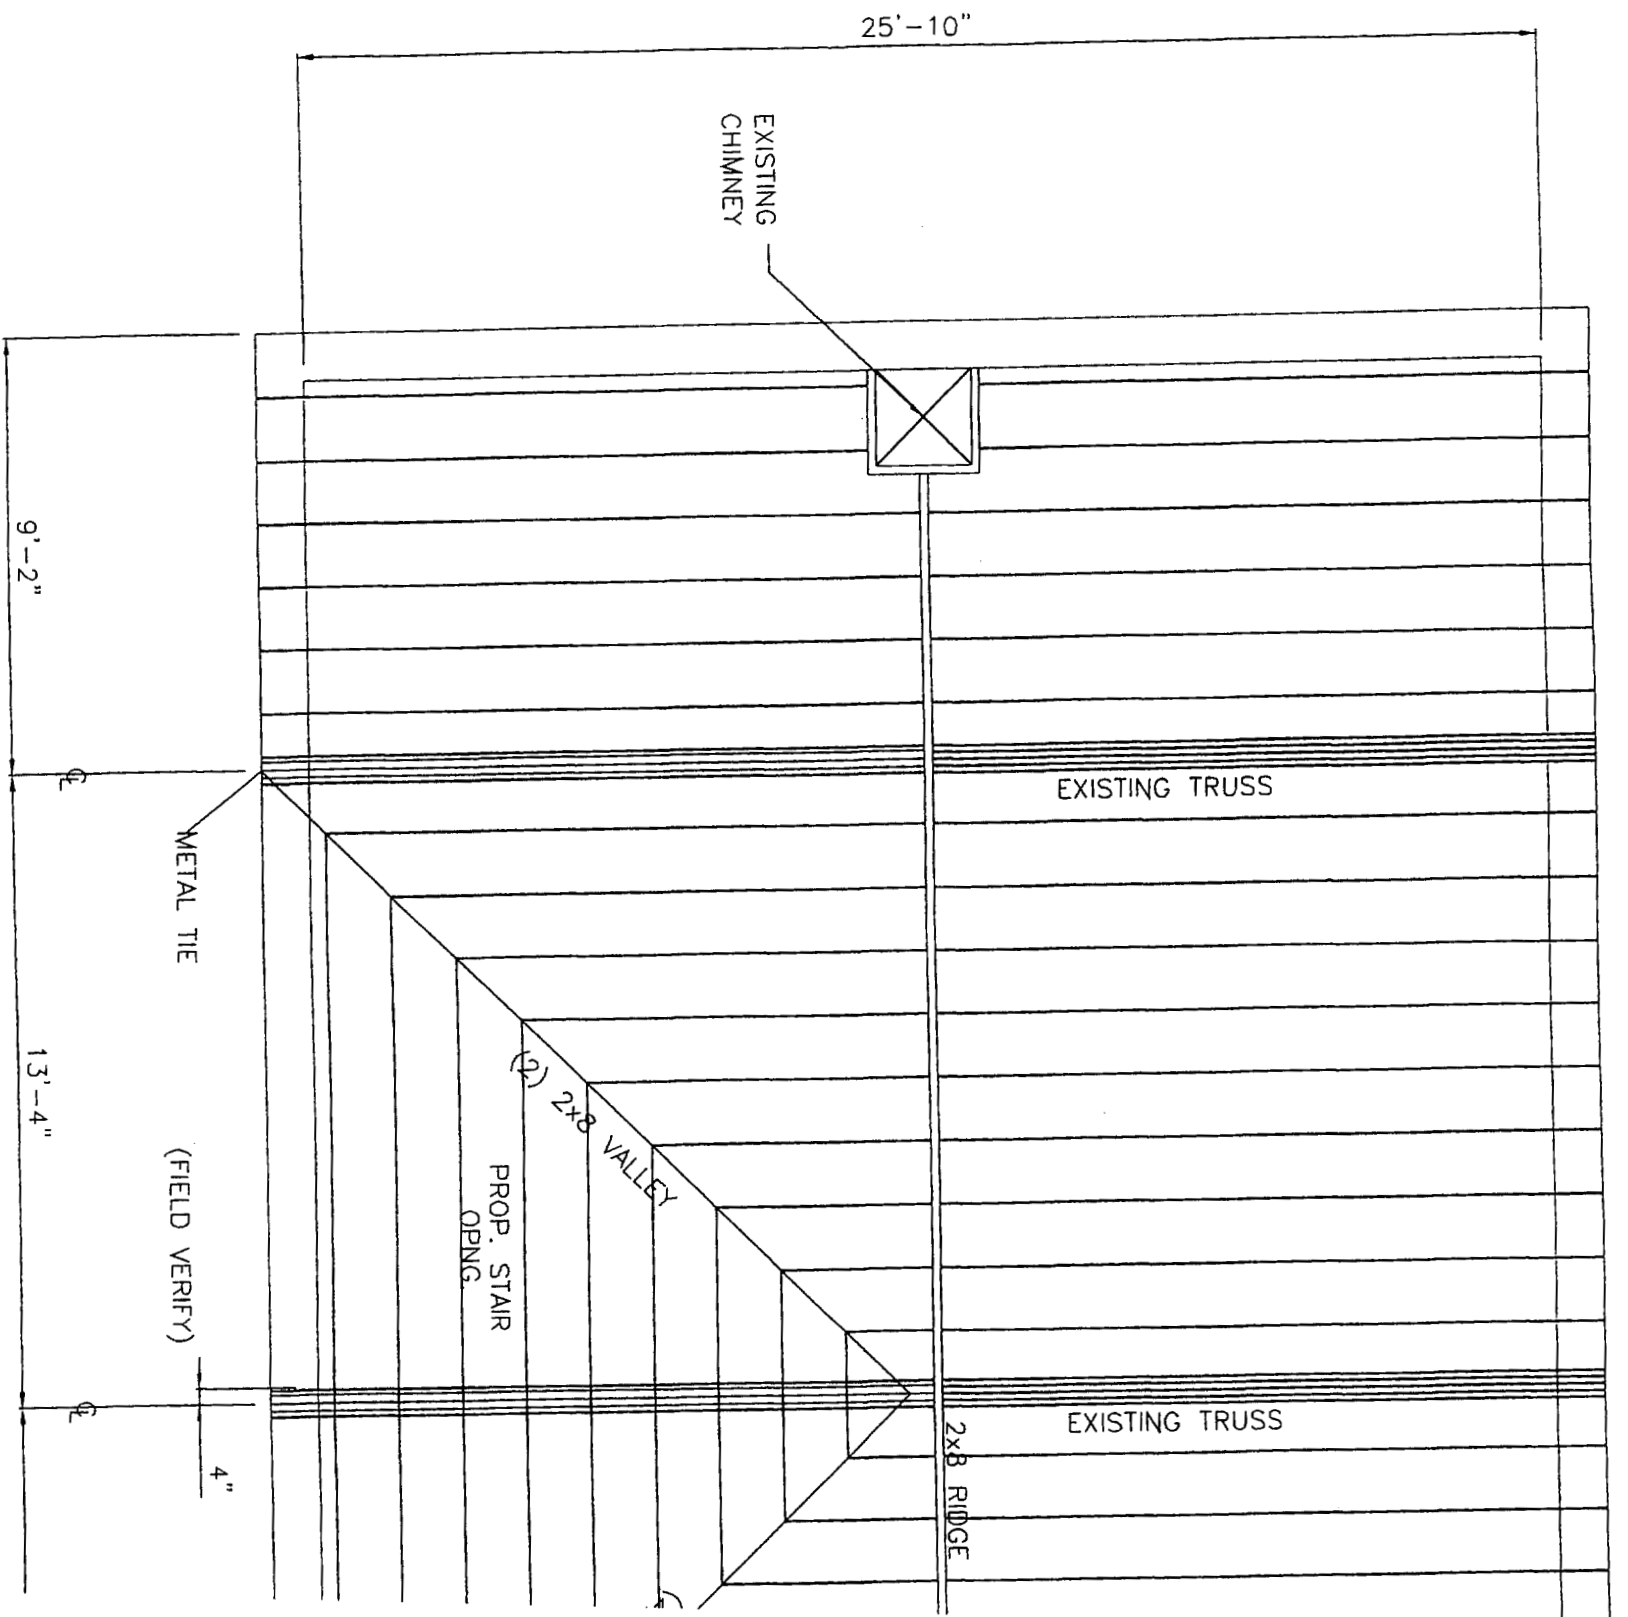 25'-10"
EXISTING
CHIMNEY
9'-2"
EXISTING TRUSS
℄
METAL TIE
13'-4"
(2) 2x8 VALLEY
PROP. STAIR
OPNG.
(FIELD VERIFY)
EXISTING TRUSS
℄
4"
2x8 RIDGE
(